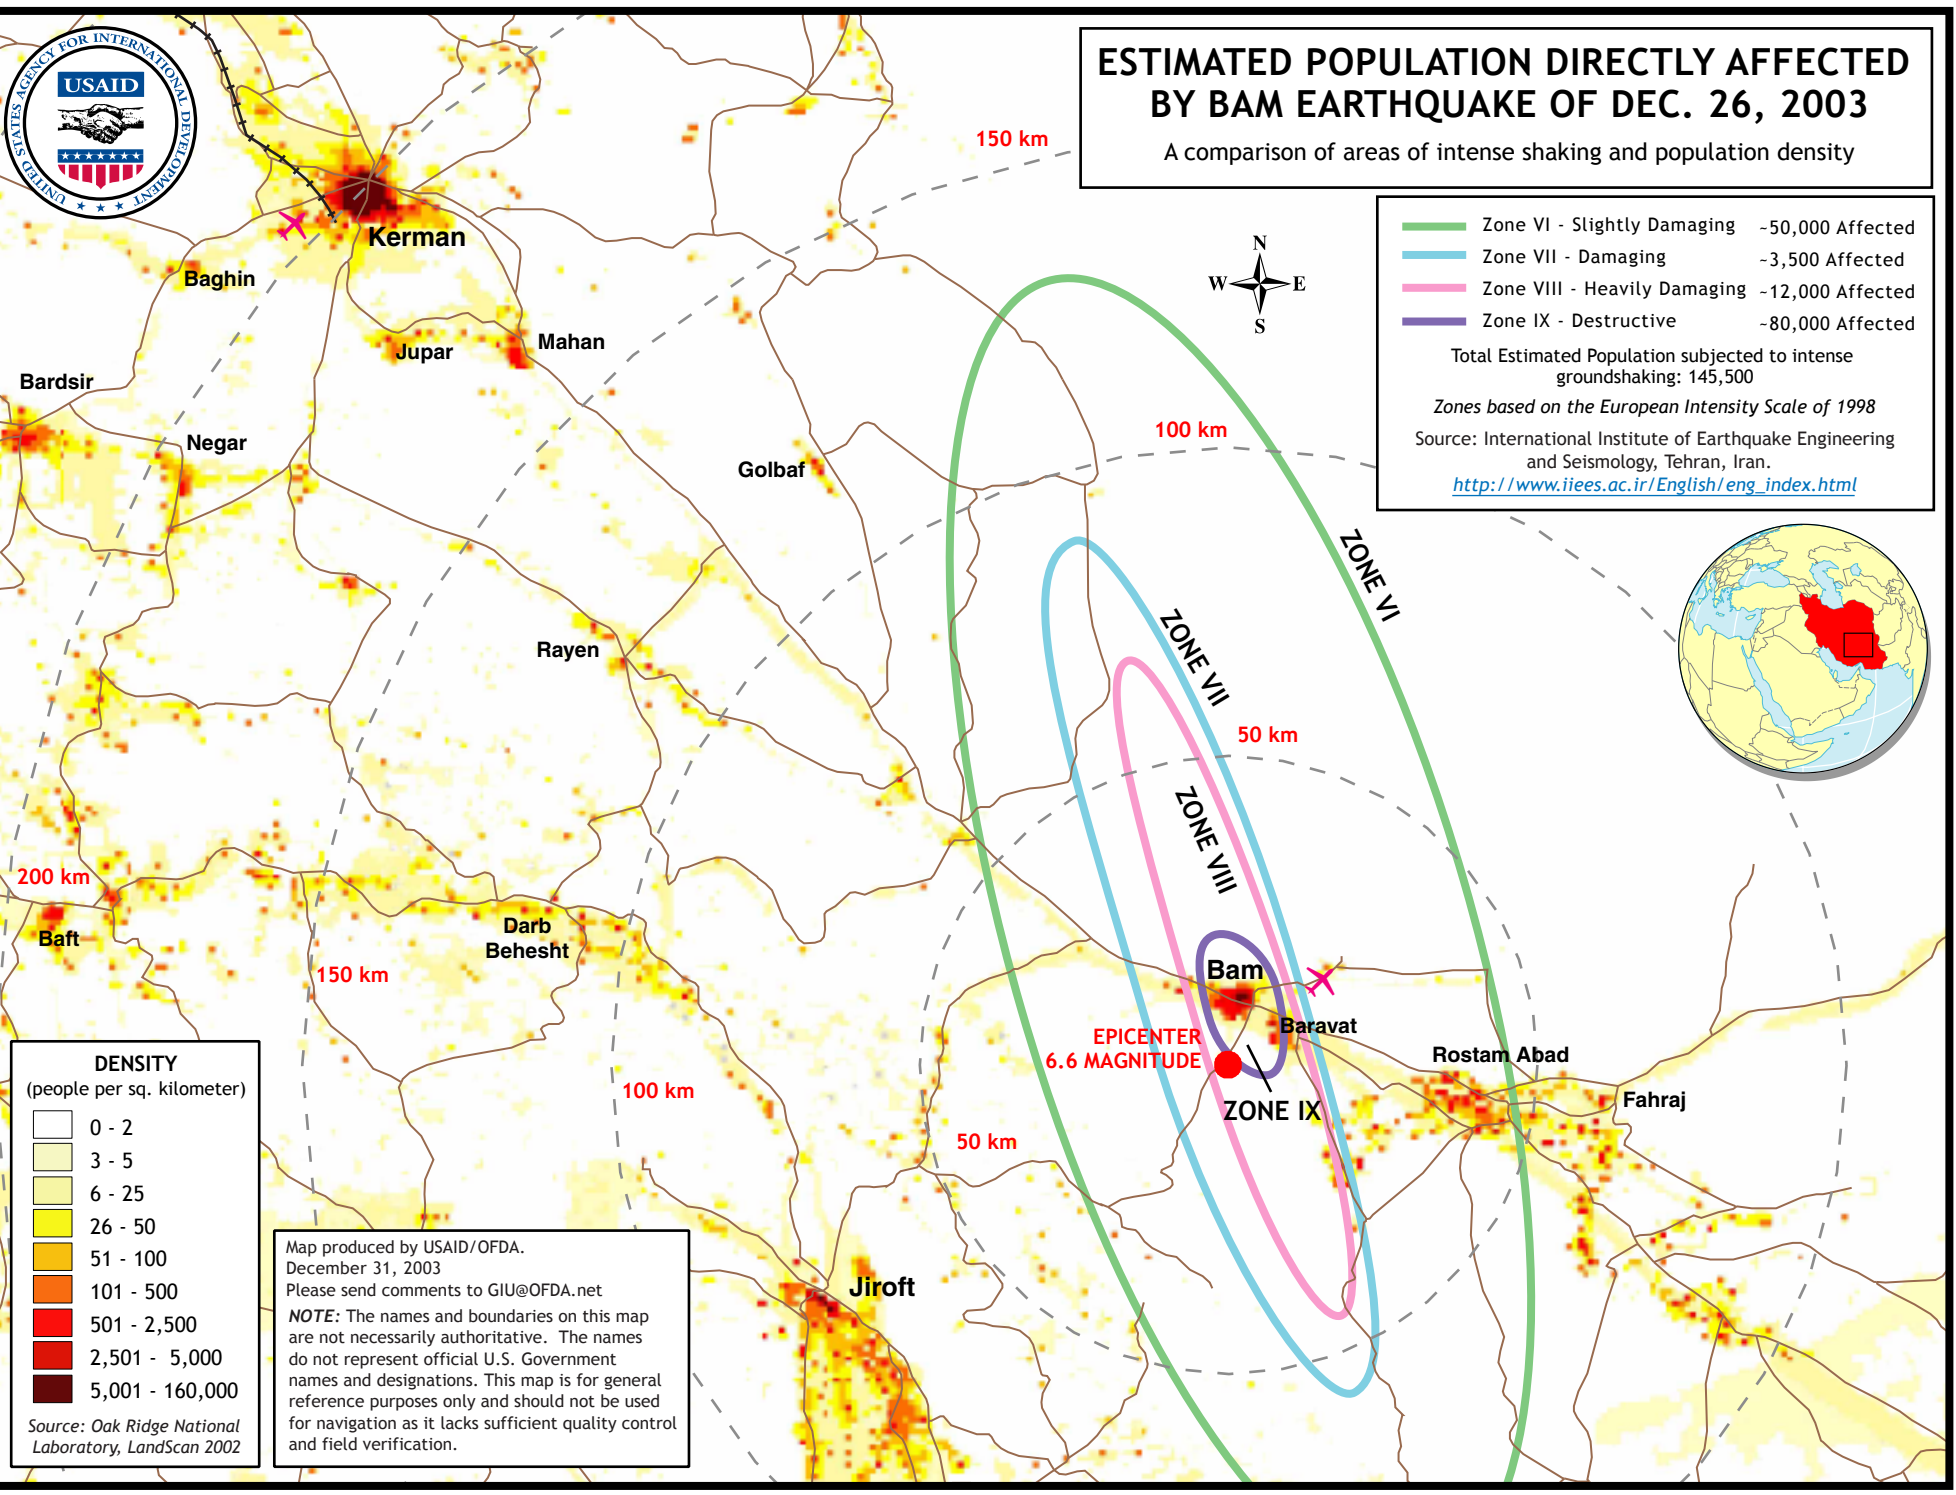 UNITED STATES AGENCY FOR INTERNATIONAL DEVELOPMENT
USAID
ESTIMATED POPULATION DIRECTLY AFFECTED
BY BAM EARTHQUAKE OF DEC. 26, 2003
A comparison of areas of intense shaking and population density
Zone VI - Slightly Damaging ~50,000 Affected
Zone VII - Damaging ~3,500 Affected
Zone VIII - Heavily Damaging ~12,000 Affected
Zone IX - Destructive ~80,000 Affected
Total Estimated Population subjected to intense
groundshaking: 145,500
Zones based on the European Intensity Scale of 1998
Source: International Institute of Earthquake Engineering
and Seismology, Tehran, Iran.
http://www.iiees.ac.ir/English/eng_index.html
150 km
N
W E
S
Kerman
Baghin
Jupar
Mahan
Bardsir
Negar
100 km
Golbaf
ZONE VI
ZONE VII
Rayen
50 km
ZONE VIII
200 km
Baft
Darb
Behesht
150 km
Bam
Baravat
EPICENTER
6.6 MAGNITUDE
Rostam Abad
Fahraj
ZONE IX
100 km
50 km
Jiroft
DENSITY
(people per sq. kilometer)
0 - 2
3 - 5
6 - 25
26 - 50
51 - 100
101 - 500
501 - 2,500
2,501 - 5,000
5,001 - 160,000
Source: Oak Ridge National
Laboratory, LandScan 2002
Map produced by USAID/OFDA.
December 31, 2003
Please send comments to GIU@OFDA.net
NOTE: The names and boundaries on this map
are not necessarily authoritative. The names
do not represent official U.S. Government
names and designations. This map is for general
reference purposes only and should not be used
for navigation as it lacks sufficient quality control
and field verification.